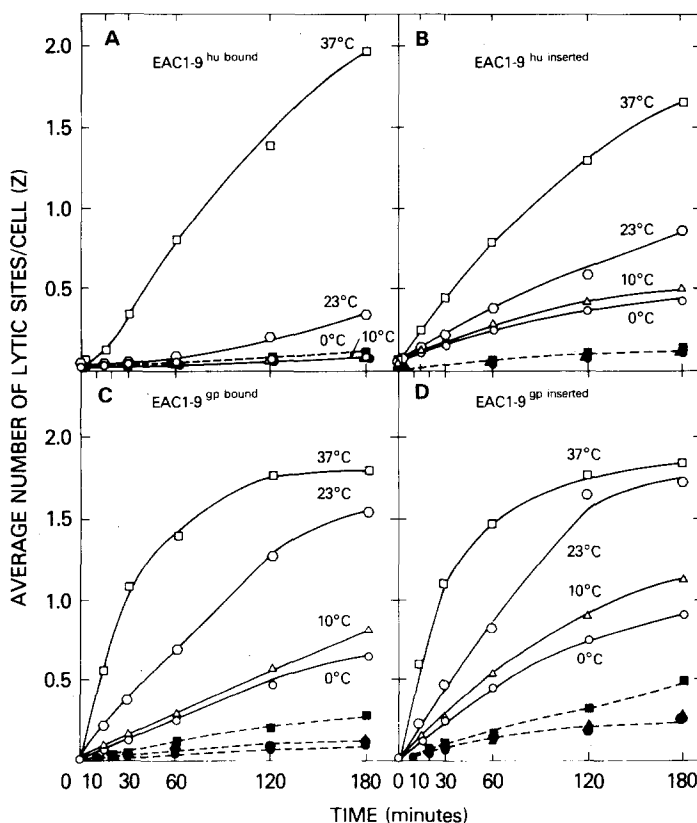 A
EAC1-9 hu bound
37°C
23°C
0°C
10°C
B
EAC1-9 hu inserted
37°C
23°C
10°C
0°C
C
EAC1-9 gp bound
37°C
23°C
10°C
0°C
D
EAC1-9 gp inserted
37°C
23°C
10°C
0°C
AVERAGE NUMBER OF LYTIC SITES/CELL (Z)
2.0
1.5
1.0
0.5
0
2.0
1.5
1.0
0.5
0 10 30 60 120 180
0 10 30 60 120 180
TIME (minutes)